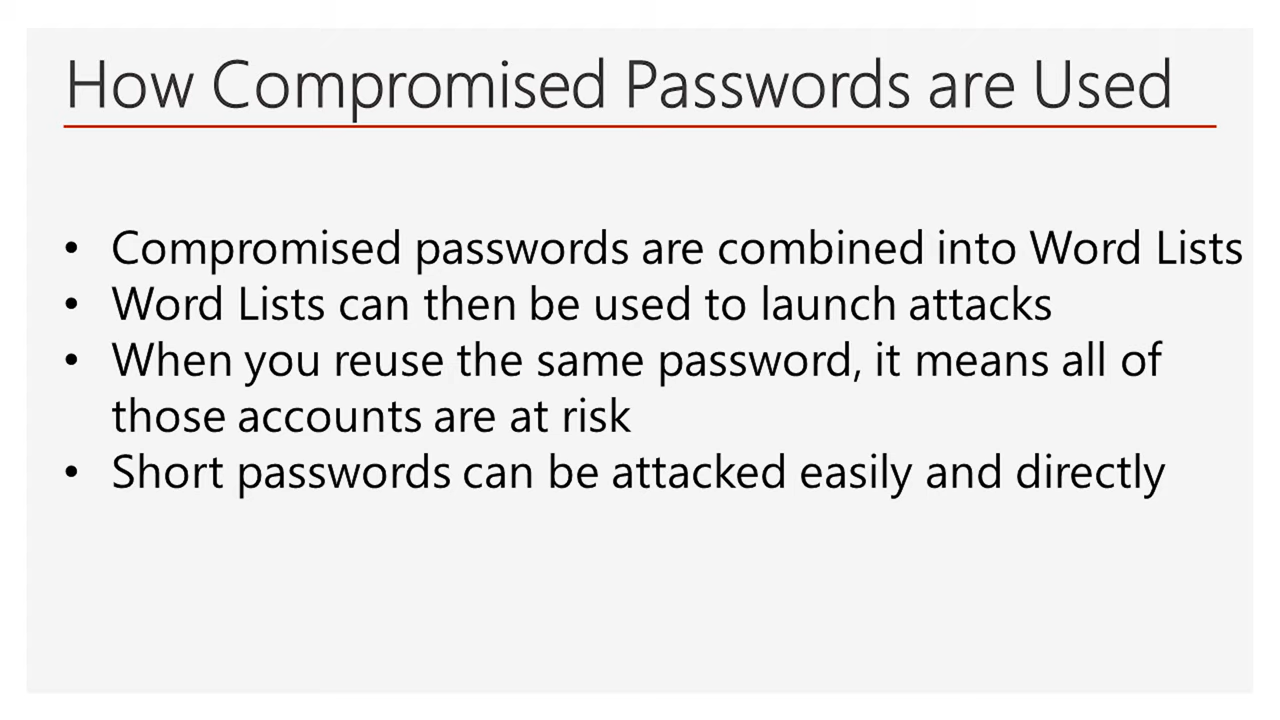 How Compromised Passwords are Used
• Compromised passwords are combined into Word Lists
• Word Lists can then be used to launch attacks
• When you reuse the same password, it means all of
those accounts are at risk
• Short passwords can be attacked easily and directly